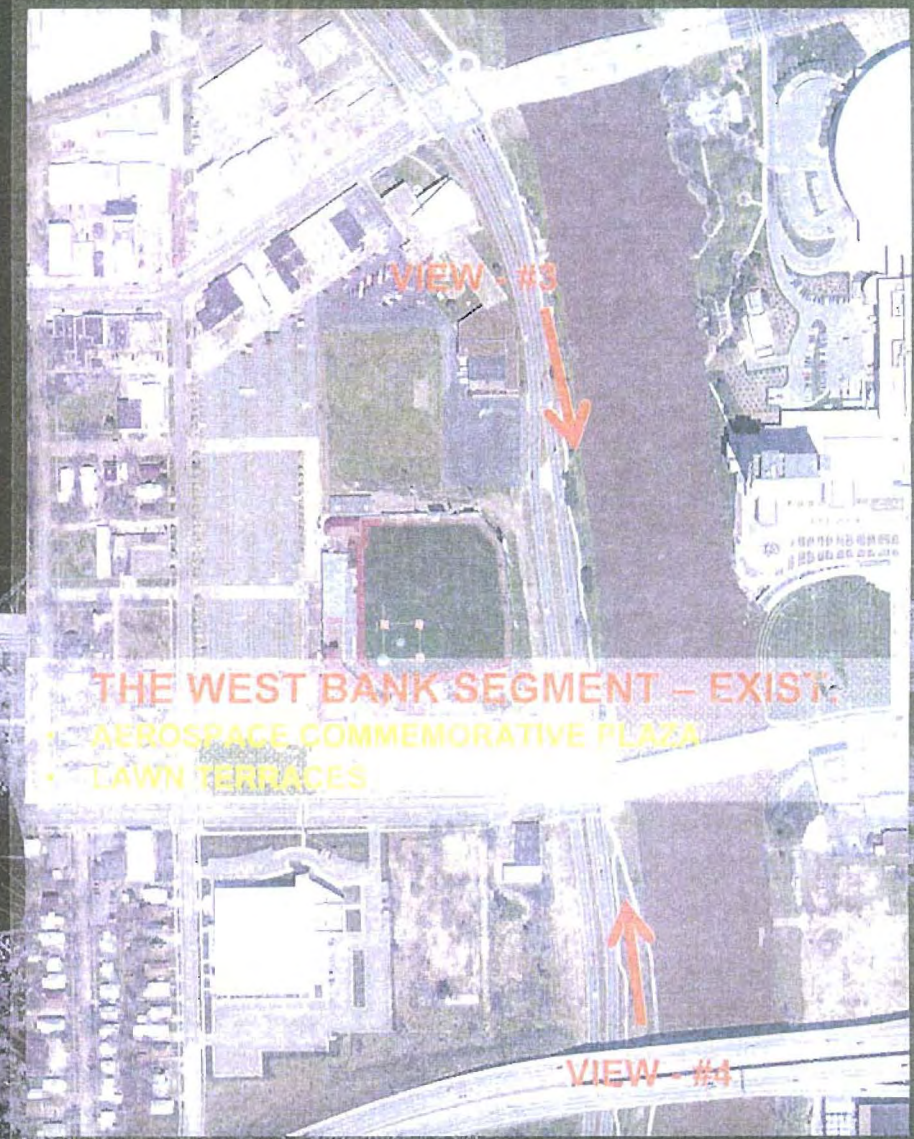 VIEW - #3
THE WEST BANK SEGMENT – EXIST.
• AEROSPACE COMMEMORATIVE PLAZA
• LAWN TERRACES
VIEW - #4